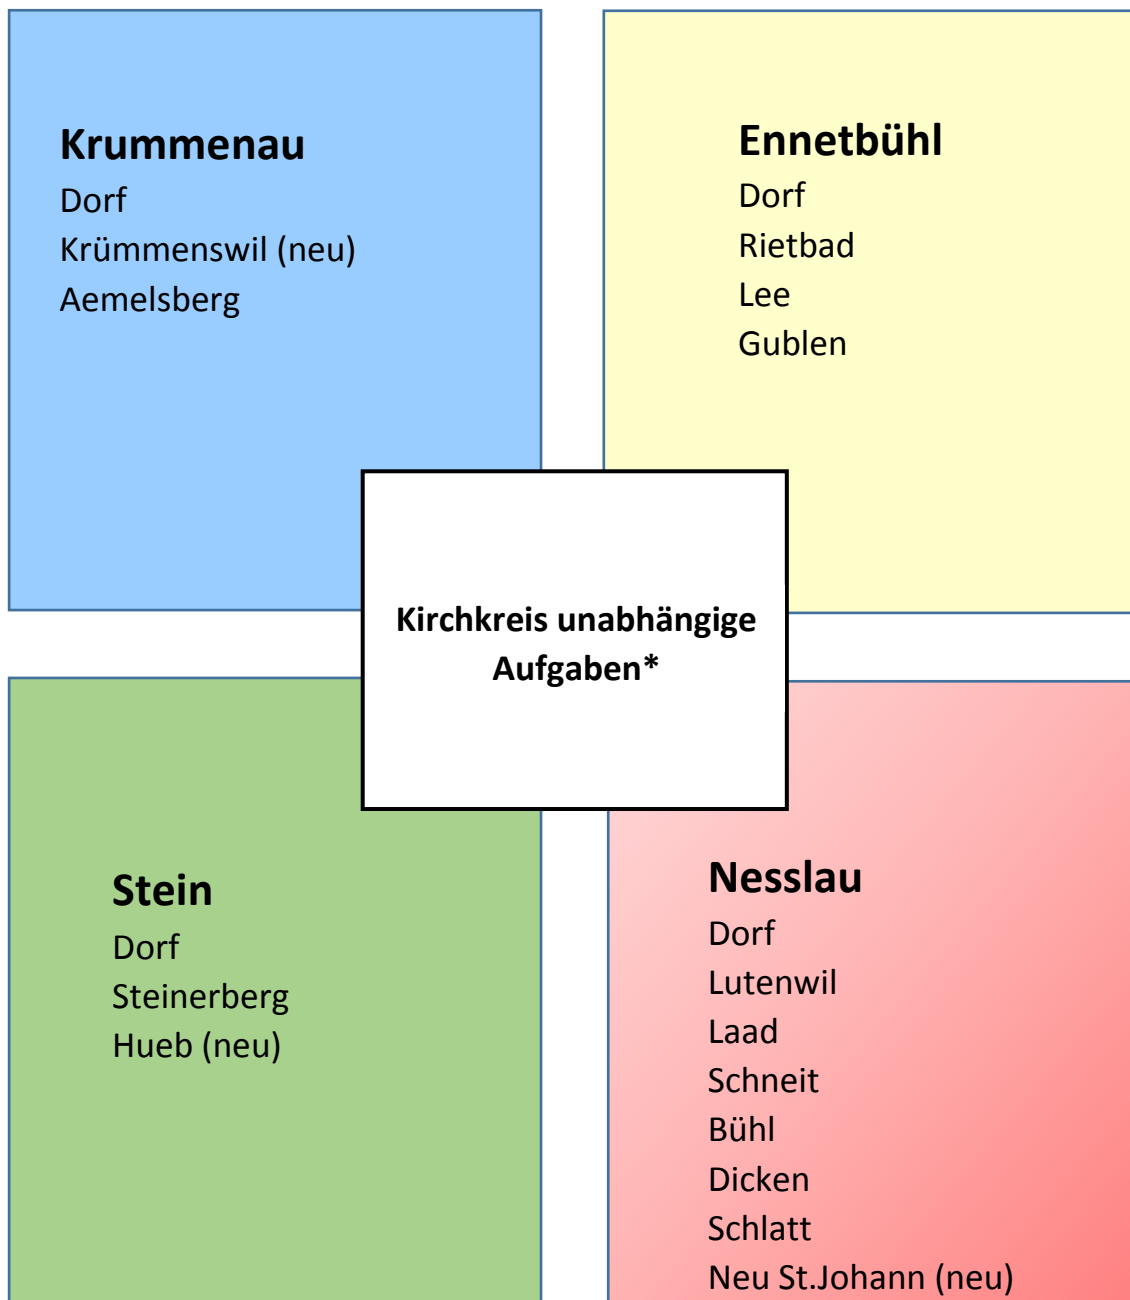 Krummenau
Dorf
Krümmenswil (neu)
Aemelsberg
Ennetbühl
Dorf
Rietbad
Lee
Gublen
Kirchkreis unabhängige
Aufgaben*
Stein
Dorf
Steinerberg
Hueb (neu)
Nesslau
Dorf
Lutenwil
Laad
Schneit
Bühl
Dicken
Schlatt
Neu St.Johann (neu)